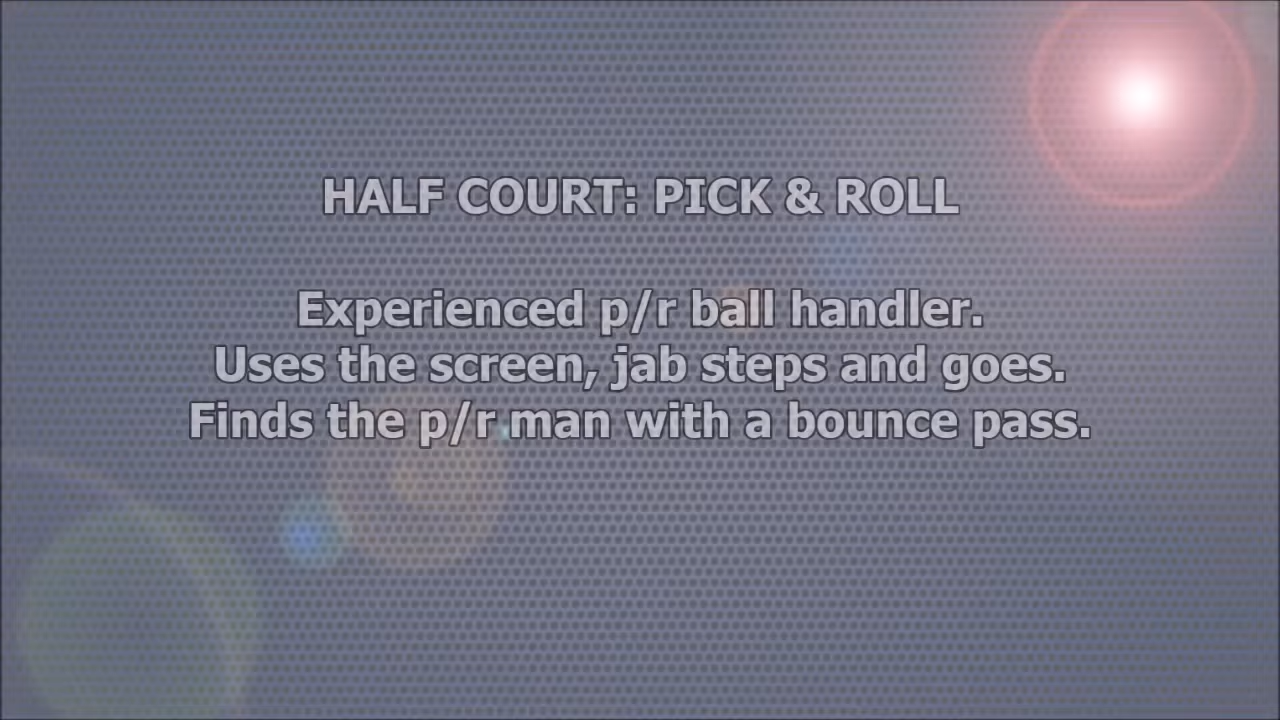 HALF COURT: PICK & ROLL
Experienced p/r ball handler.
Uses the screen, jab steps and goes.
Finds the p/r man with a bounce pass.